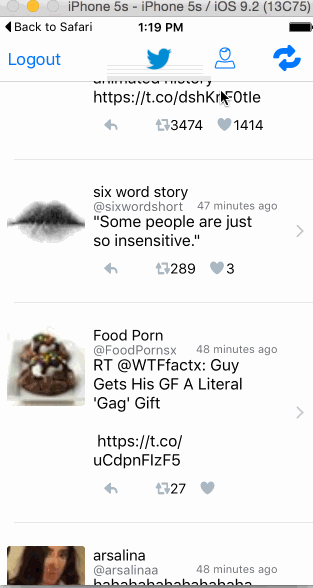 iPhone 5s - iPhone 5s / iOS 9.2 (13C75)
Back to Safari 1:19 PM
Logout
animated history
https://t.co/dshKrF0tIe
3474 1414
six word story
@sixwordshort 47 minutes ago
"Some people are just
so insensitive."
289 3
Food Porn
@FoodPornsx 48 minutes ago
RT @WTFfactx: Guy
Gets His GF A Literal
'Gag' Gift
https://t.co/
uCdpnFIzF5
27
arsalina
@arsalinaa 48 minutes ago
hahahahahahahahaha